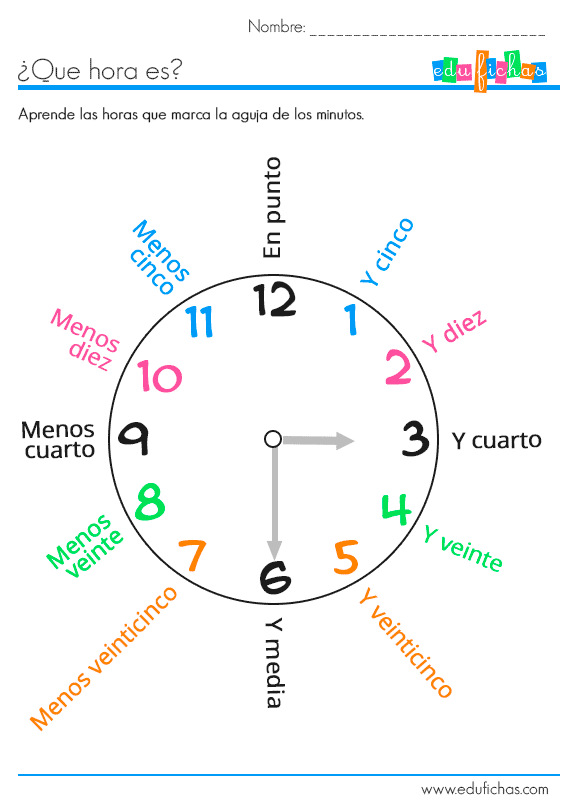 Nombre: _ _ _ _ _ _ _ _ _ _ _ _ _ _ _ _ _ _ _ _ _ _ _ _
¿Que hora es?
edufichas
Aprende las horas que marca la aguja de los minutos.
En punto
Y cinco
Y diez
Y cuarto
Y veinte
Y veinticinco
Y media
Menos veinticinco
Menos
veinte
Menos
cuarto
Menos
diez
Menos
cinco
12
1
2
3
4
5
6
7
8
9
10
11
www.edufichas.com